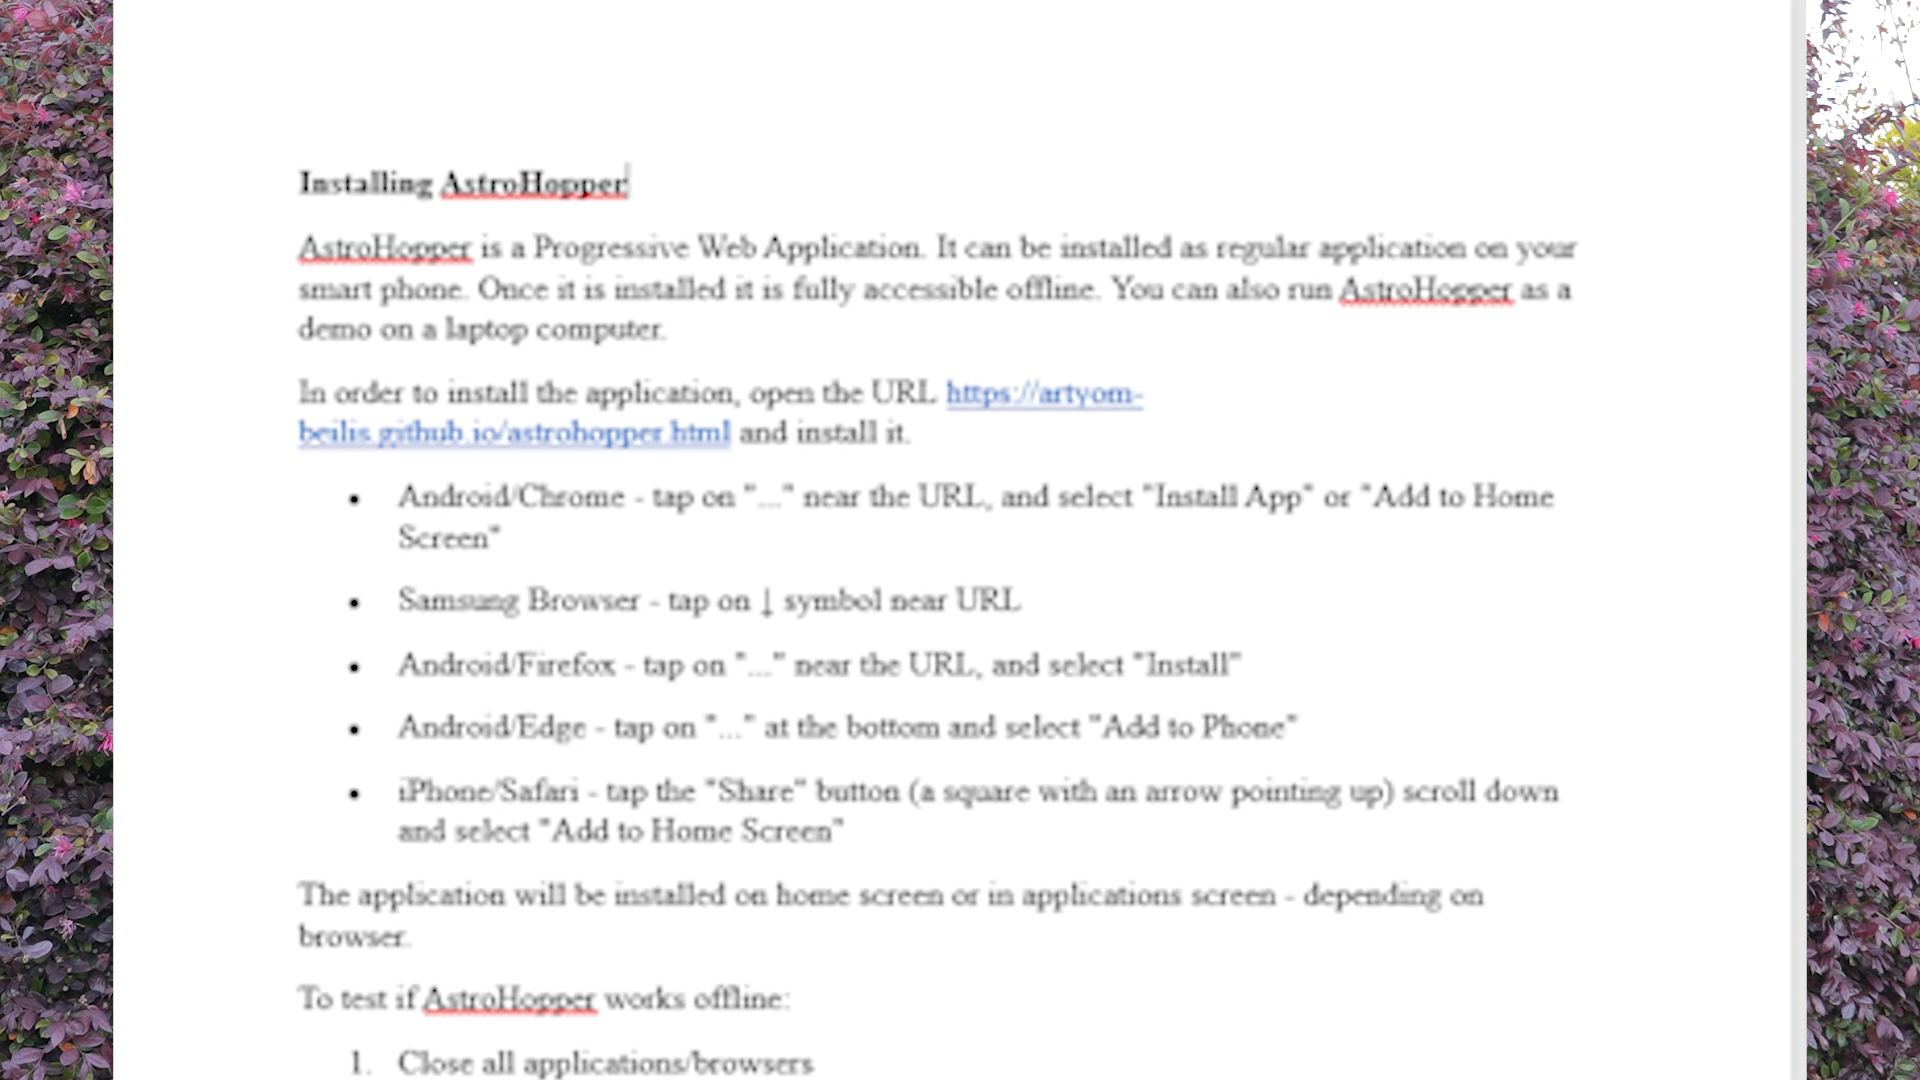 Installing AstroHopper
AstroHopper is a Progressive Web Application. It can be installed as regular application on your
smart phone. Once it is installed it is fully accessible offline. You can also run AstroHopper as a
demo on a laptop computer.
In order to install the application, open the URL https://artyom-
beilis.github.io/astrohopper.html and install it.
• Android/Chrome - tap on "..." near the URL, and select "Install App" or "Add to Home
Screen"
• Samsung Browser - tap on ↓ symbol near URL
• Android/Firefox - tap on "..." near the URL, and select "Install"
• Android/Edge - tap on "..." at the bottom and select "Add to Phone"
• iPhone/Safari - tap the "Share" button (a square with an arrow pointing up) scroll down
and select "Add to Home Screen"
The application will be installed on home screen or in applications screen - depending on
browser.
To test if AstroHopper works offline:
1. Close all applications/browsers